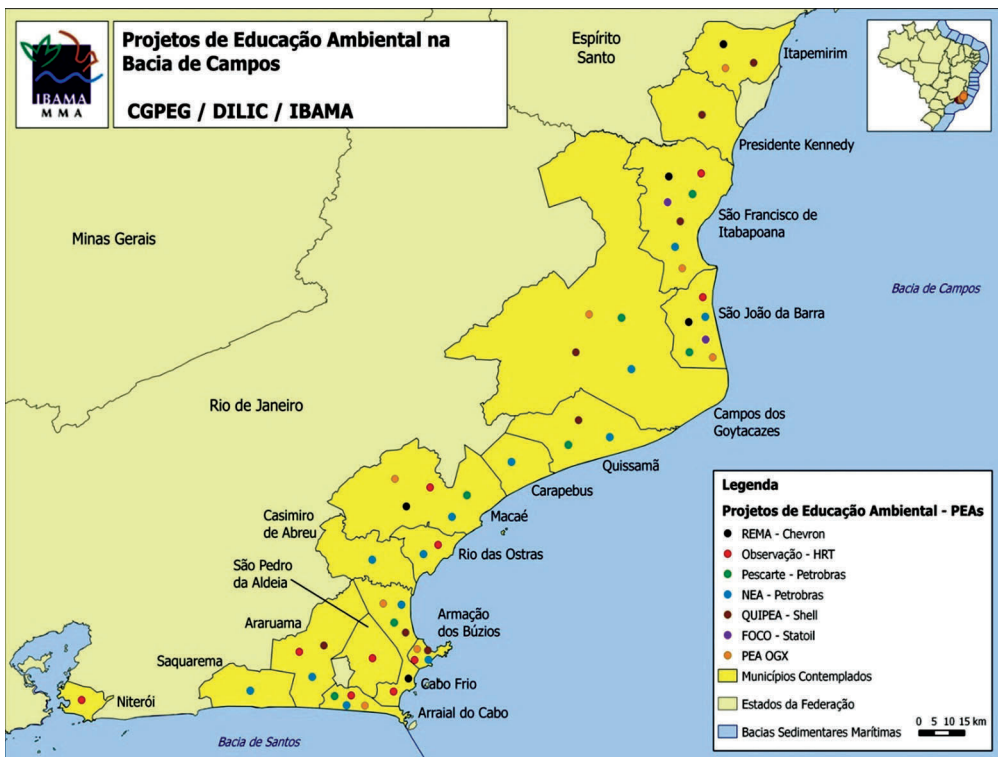 IBAMA
MMA
Projetos de Educação Ambiental na
Bacia de Campos
CGPEG / DILIC / IBAMA
Espírito
Santo
Itapemirim
Presidente Kennedy
Minas Gerais
São Francisco de
Itabapoana
Bacia de Campos
São João da Barra
Rio de Janeiro
Campos dos
Goytacazes
Quissamã
Carapebus
Macaé
Casimiro
de Abreu
Rio das Ostras
São Pedro
da Aldeia
Armação
dos Búzios
Araruama
Saquarema
Cabo Frio
Niterói
Arraial do Cabo
Bacia de Santos
Legenda
Projetos de Educação Ambiental - PEAs
REMA - Chevron
Observação - HRT
Pescarte - Petrobras
NEA - Petrobras
QUIPEA - Shell
FOCO - Statoil
PEA OGX
Municípios Contemplados
Estados da Federação
Bacias Sedimentares Marítimas
0 5 10 15 km